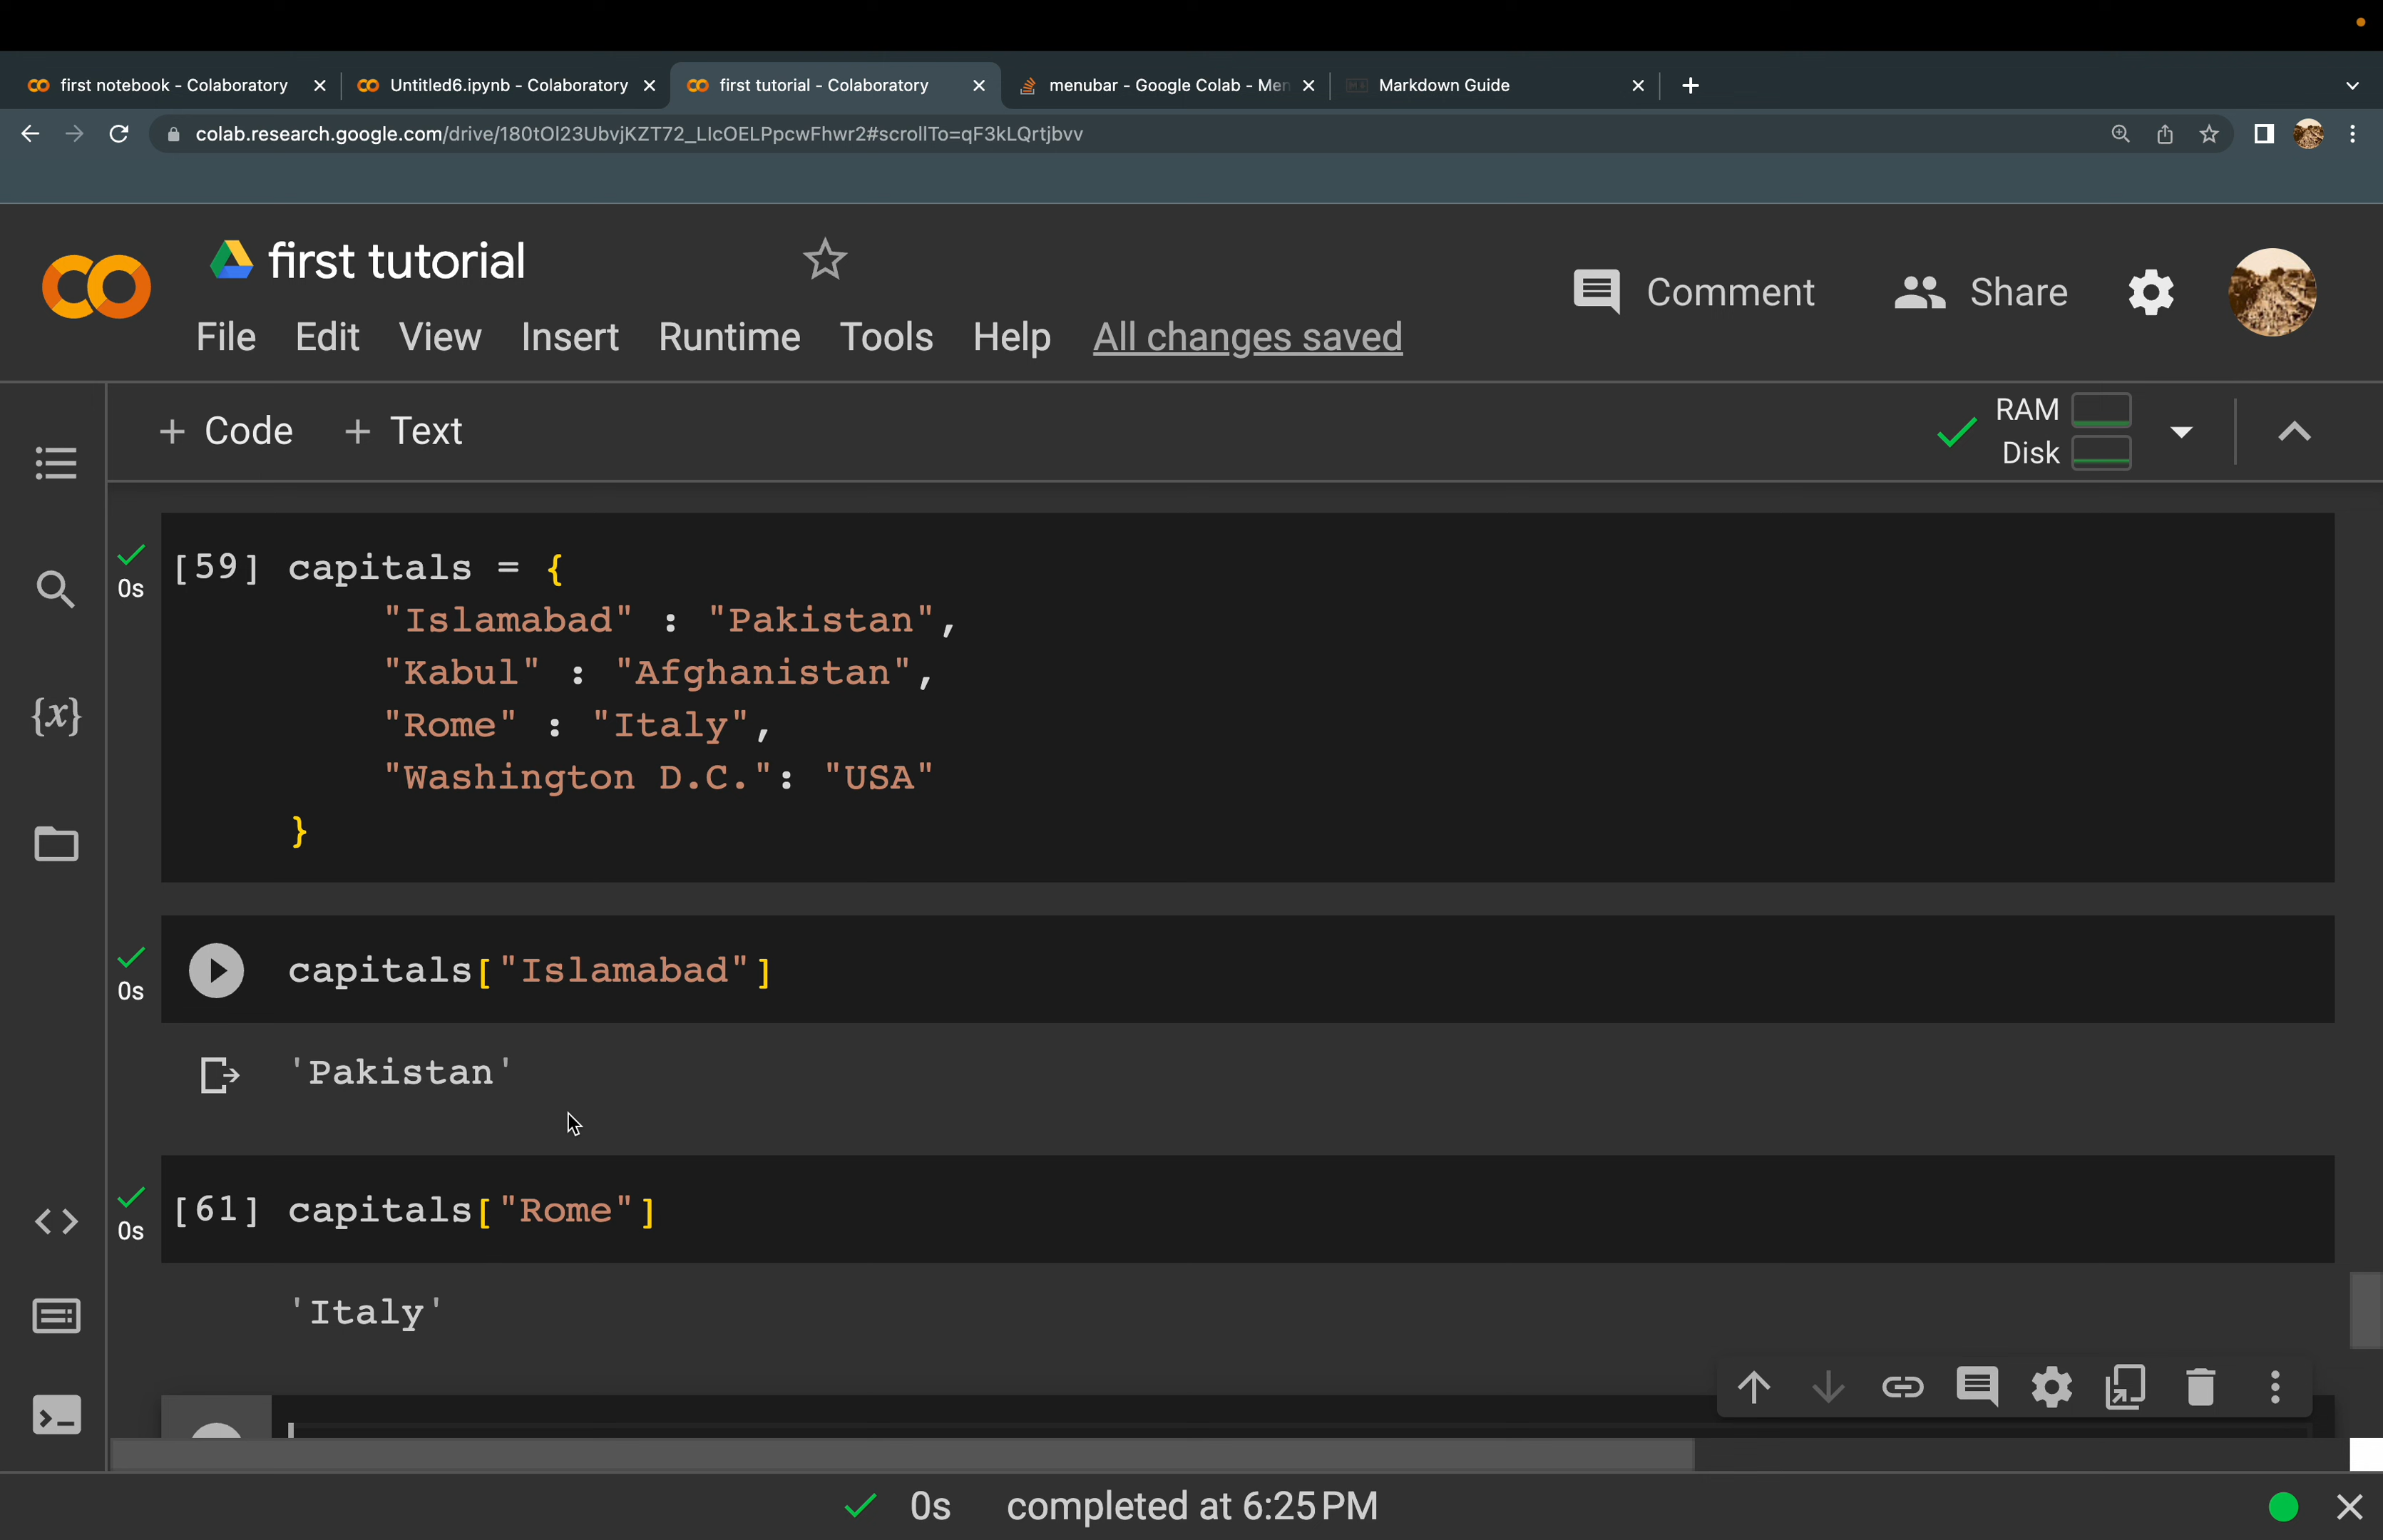 first notebook - Colaboratory
Untitled6.ipynb - Colaboratory
first tutorial - Colaboratory
menubar - Google Colab - Men
Markdown Guide
colab.research.google.com/drive/180tOl23UbvjKZT72_LlcOELPpcwFhwr2#scrollTo=qF3kLQrtjbvv
first tutorial
Comment
Share
File Edit View Insert Runtime Tools Help All changes saved
+ Code + Text
RAM
Disk
[59] capitals = {
0s
"Islamabad" : "Pakistan",
"Kabul" : "Afghanistan",
{x}
"Rome" : "Italy",
"Washington D.C.": "USA"
}
capitals["Islamabad"]
0s
'Pakistan'
[61] capitals["Rome"]
0s
'Italy'
0s completed at 6:25 PM